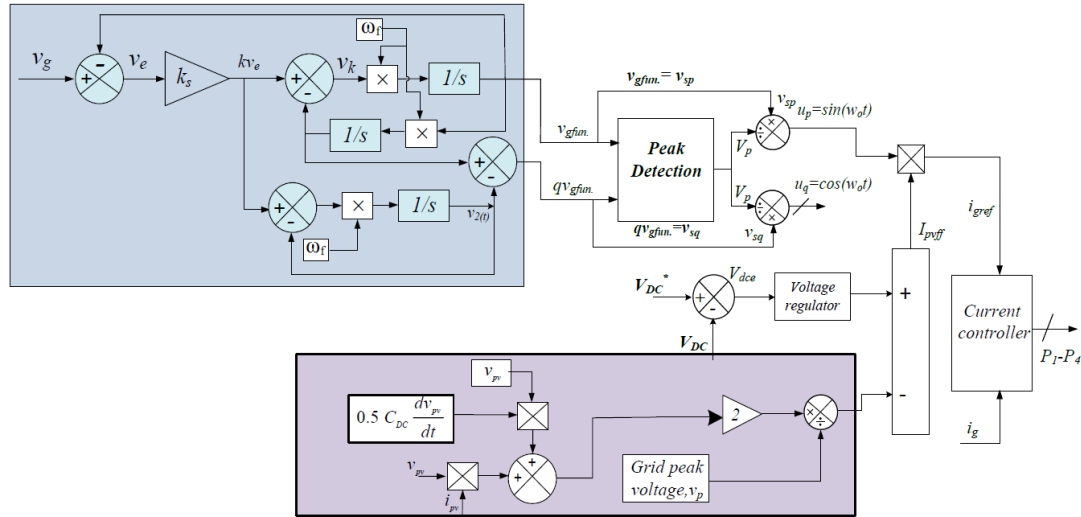 ω_f
v_g
+
-
v_e
k_s
kv_e
+
-
v_k
×
1/s
1/s
×
+
-
+
-
×
1/s
v_2(t)
ω_f
v_gfun.= v_sp
v_gfun.
qv_gfun.
Peak
Detection
qv_gfun.=v_sq
V_p
V_p
v_sp
u_p=sin(w_o t)
×
÷
u_q=cos(w_o t)
×
÷
v_sq
i_gref
I_pvff
V_DC*
+
-
V_dce
Voltage
regulator
+
-
V_DC
Current
controller
P_1-P_4
i_g
v_pv
0.5 C_DC dv_pv/dt
v_pv
i_pv
+
+
2
×
÷
Grid peak
voltage,v_p